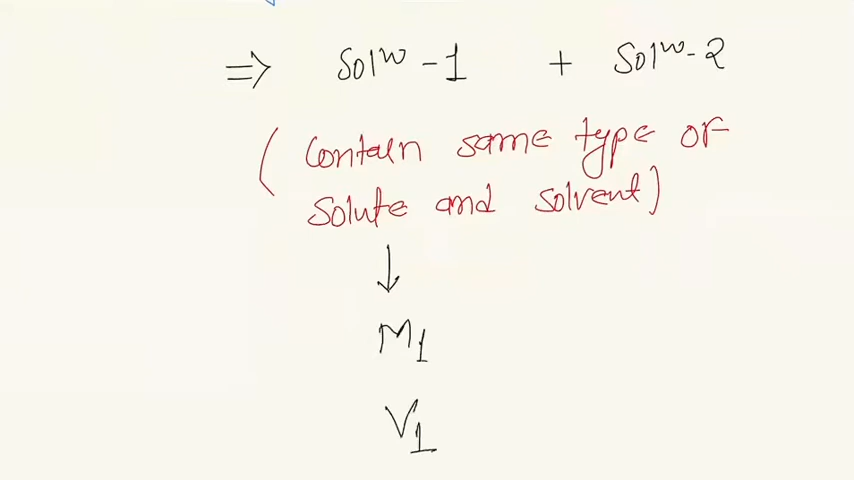 ⇒ Solⁿ - 1 + Solⁿ - 2
( Contain same type of
solute and solvent)
↓
M₁
V₁